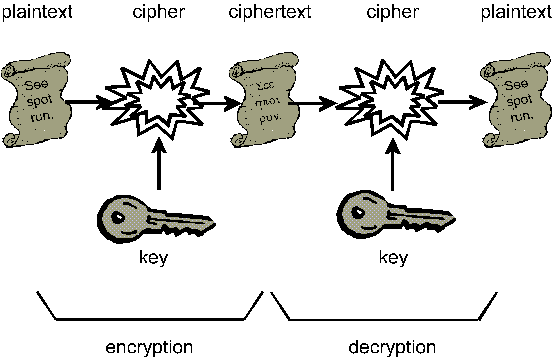 plaintext cipher ciphertext cipher plaintext
See
spot
run.
See
spot
run.
key key
encryption decryption